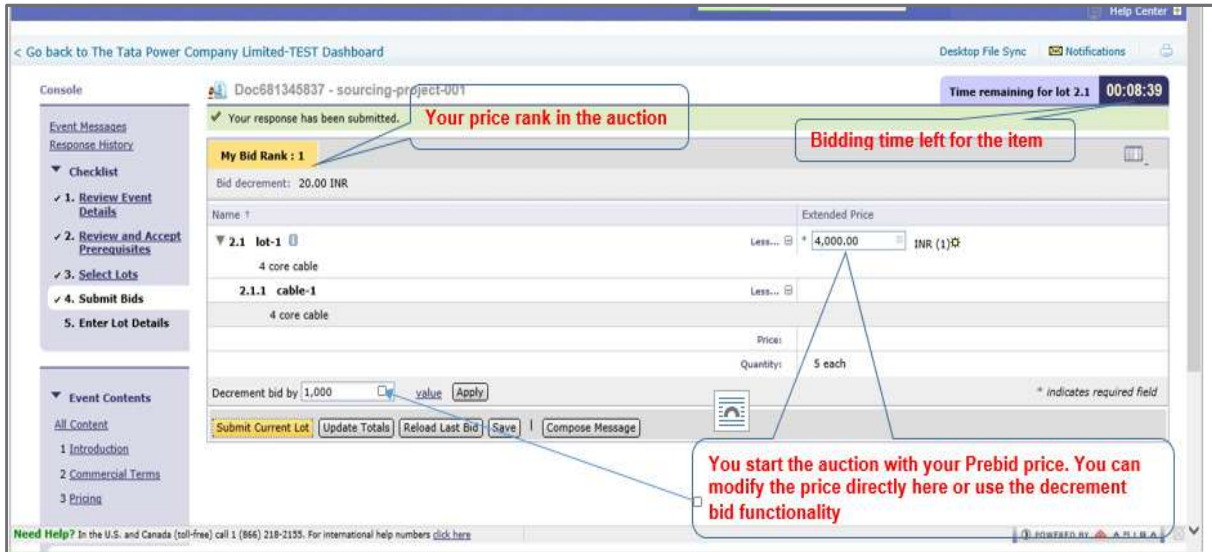 Help Center
< Go back to The Tata Power Company Limited-TEST Dashboard
Desktop File Sync
Notifications
Console
Doc681345837 - sourcing-project-001
Time remaining for lot 2.1 00:08:39
Event Messages
Response History
✓ Your response has been submitted.
Your price rank in the auction
Bidding time left for the item
▼ Checklist
✓ 1. Review Event Details
✓ 2. Review and Accept Prerequisites
✓ 3. Select Lots
✓ 4. Submit Bids
5. Enter Lot Details
My Bid Rank : 1
Bid decrement: 20.00 INR
Name ↑
Extended Price
▼ 2.1 lot-1
Less...
* 4,000.00 INR (1)
4 core cable
2.1.1 cable-1
Less...
4 core cable
Price:
Quantity: 5 each
Decrement bid by 1,000 value Apply
* indicates required field
Submit Current Lot Update Totals Reload Last Bid Save | Compose Message
▼ Event Contents
All Content
1 Introduction
2 Commercial Terms
3 Pricing
You start the auction with your Prebid price. You can
modify the price directly here or use the decrement
bid functionality
Need Help? In the U.S. and Canada (toll-free) call 1 (866) 218-2155. For international help numbers click here
POWERED BY ARIBA